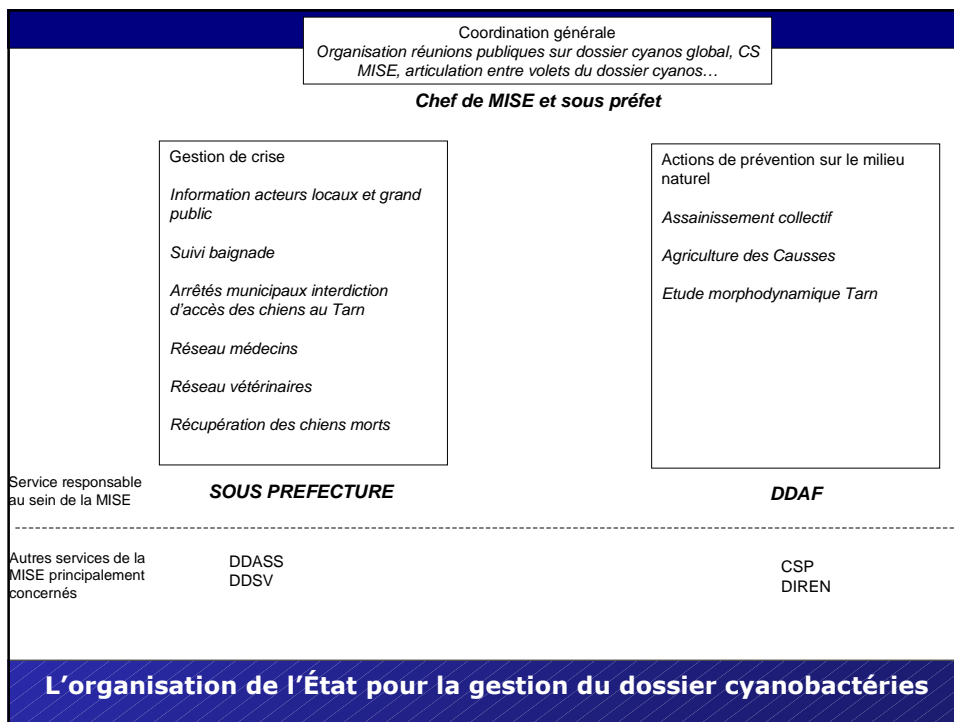 Coordination générale
Organisation réunions publiques sur dossier cyanos global, CS
MISE, articulation entre volets du dossier cyanos…
Chef de MISE et sous préfet
Gestion de crise
Information acteurs locaux et grand
public
Suivi baignade
Arrêtés municipaux interdiction
d'accès des chiens au Tarn
Réseau médecins
Réseau vétérinaires
Récupération des chiens morts
Actions de prévention sur le milieu
naturel
Assainissement collectif
Agriculture des Causses
Etude morphodynamique Tarn
Service responsable
au sein de la MISE
SOUS PREFECTURE
DDAF
Autres services de la
MISE principalement
concernés
DDASS
DDSV
CSP
DIREN
L'organisation de l'État pour la gestion du dossier cyanobactéries